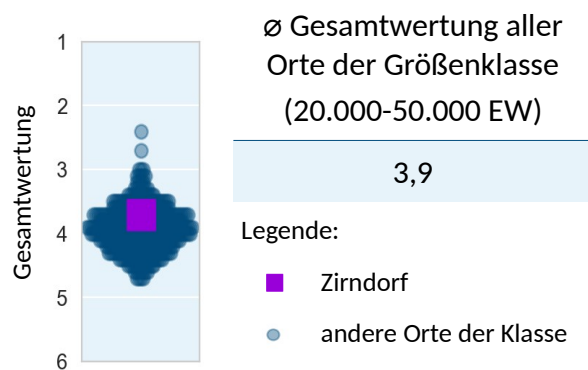 1
2
3
4
5
6
Gesamtwertung
⌀ Gesamtwertung aller
Orte der Größenklasse
(20.000-50.000 EW)
3,9
Legende:
Zirndorf
andere Orte der Klasse